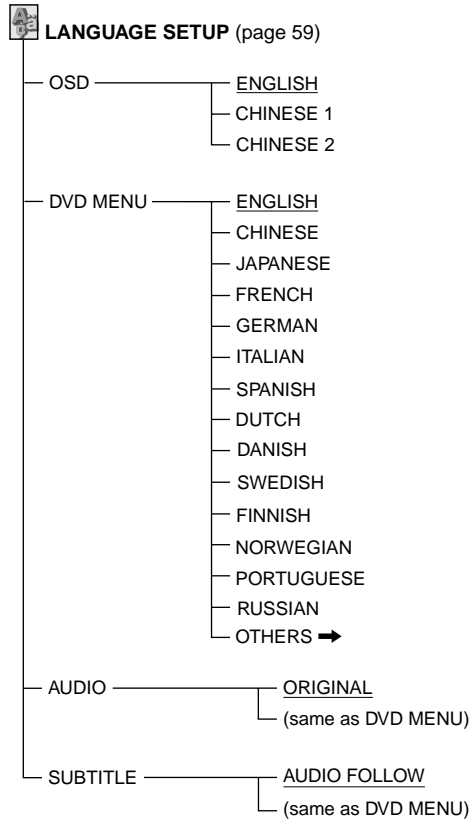 LANGUAGE SETUP (page 59)
OSD
ENGLISH
CHINESE 1
CHINESE 2
DVD MENU
ENGLISH
CHINESE
JAPANESE
FRENCH
GERMAN
ITALIAN
SPANISH
DUTCH
DANISH
SWEDISH
FINNISH
NORWEGIAN
PORTUGUESE
RUSSIAN
OTHERS ➡
AUDIO
ORIGINAL
(same as DVD MENU)
SUBTITLE
AUDIO FOLLOW
(same as DVD MENU)